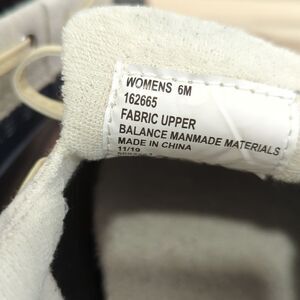 WOMENS 6M
162665
FABRIC UPPER
BALANCE MANMADE MATERIALS
MADE IN CHINA
11/19